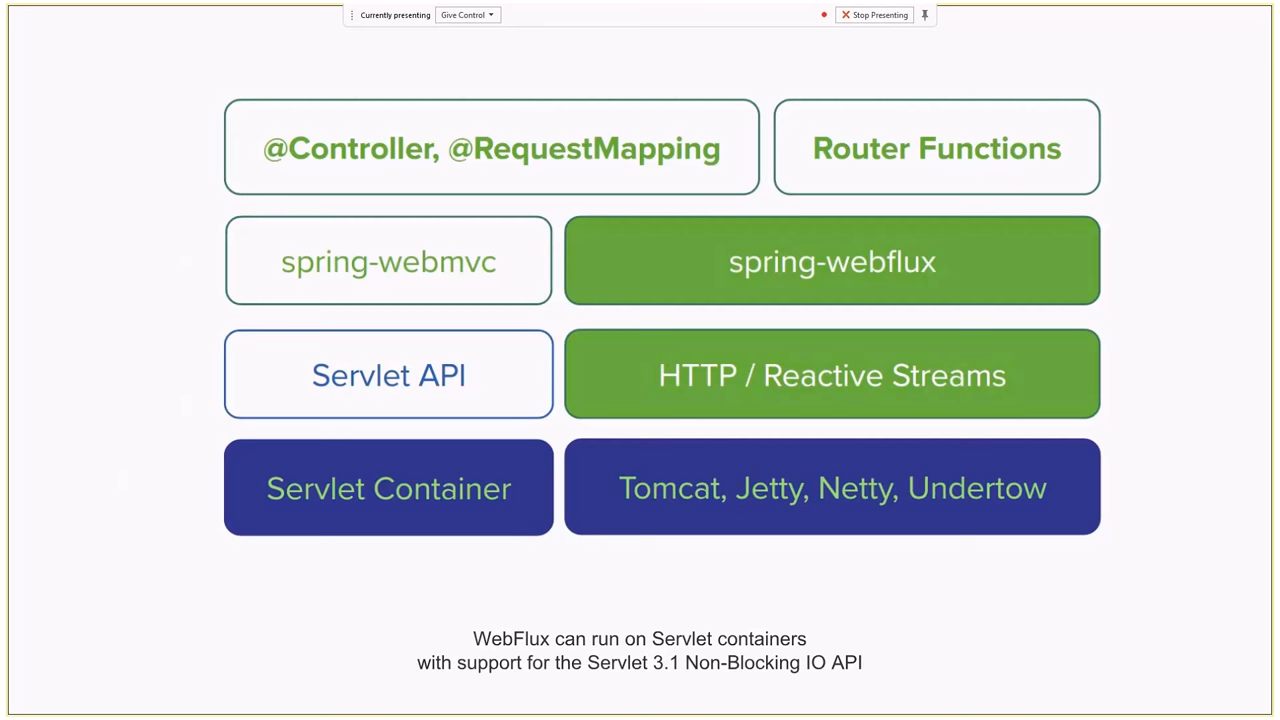 Currently presenting Give Control Stop Presenting
@Controller, @RequestMapping Router Functions
spring-webmvc spring-webflux
Servlet API HTTP / Reactive Streams
Servlet Container Tomcat, Jetty, Netty, Undertow
WebFlux can run on Servlet containers
with support for the Servlet 3.1 Non-Blocking IO API